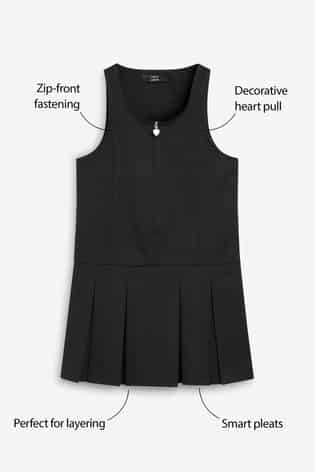 Zip-front
fastening
Decorative
heart pull
Perfect for layering
Smart pleats